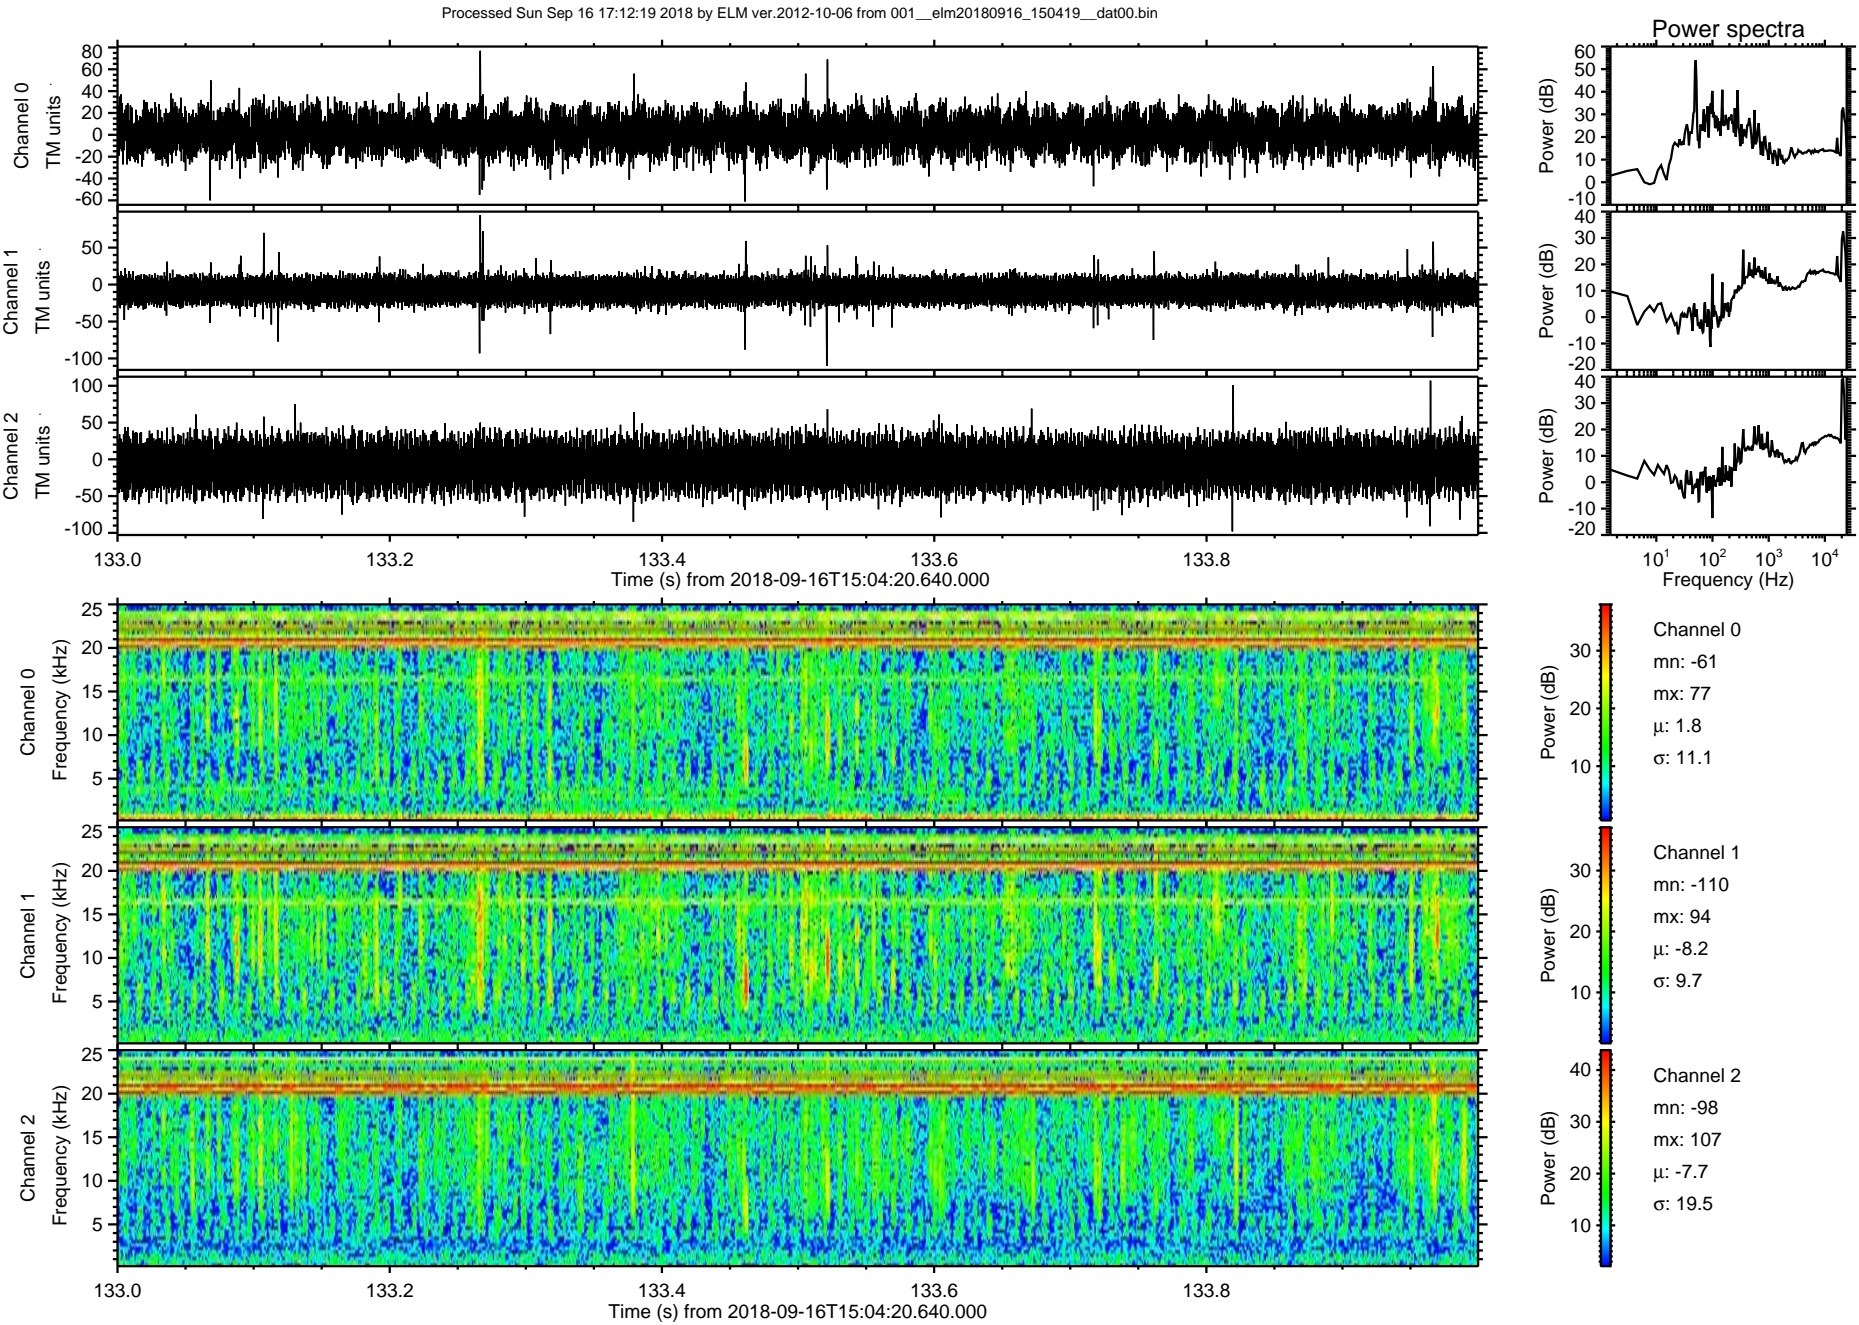 Processed Sun Sep 16 17:12:19 2018 by ELM ver.2012-10-06 from 001__elm20180916_150419__dat00.bin
Power spectra
Channel 0
TM units
80
60
40
20
0
-20
-40
-60
Power (dB)
60
50
40
30
20
10
0
-10
Channel 1
TM units
50
0
-50
-100
Power (dB)
40
30
20
10
0
-10
-20
Channel 2
TM units
100
50
0
-50
-100
Power (dB)
40
30
20
10
0
-10
-20
133.0 133.2 133.4 133.6 133.8
Time (s) from 2018-09-16T15:04:20.640.000
10^1 10^2 10^3 10^4
Frequency (Hz)
Channel 0
Frequency (kHz)
25
20
15
10
5
Power (dB)
30
20
10
Channel 0
mn: -61
mx: 77
μ: 1.8
σ: 11.1
Channel 1
Frequency (kHz)
25
20
15
10
5
Power (dB)
30
20
10
Channel 1
mn: -110
mx: 94
μ: -8.2
σ: 9.7
Channel 2
Frequency (kHz)
25
20
15
10
5
Power (dB)
40
30
20
10
Channel 2
mn: -98
mx: 107
μ: -7.7
σ: 19.5
133.0 133.2 133.4 133.6 133.8
Time (s) from 2018-09-16T15:04:20.640.000